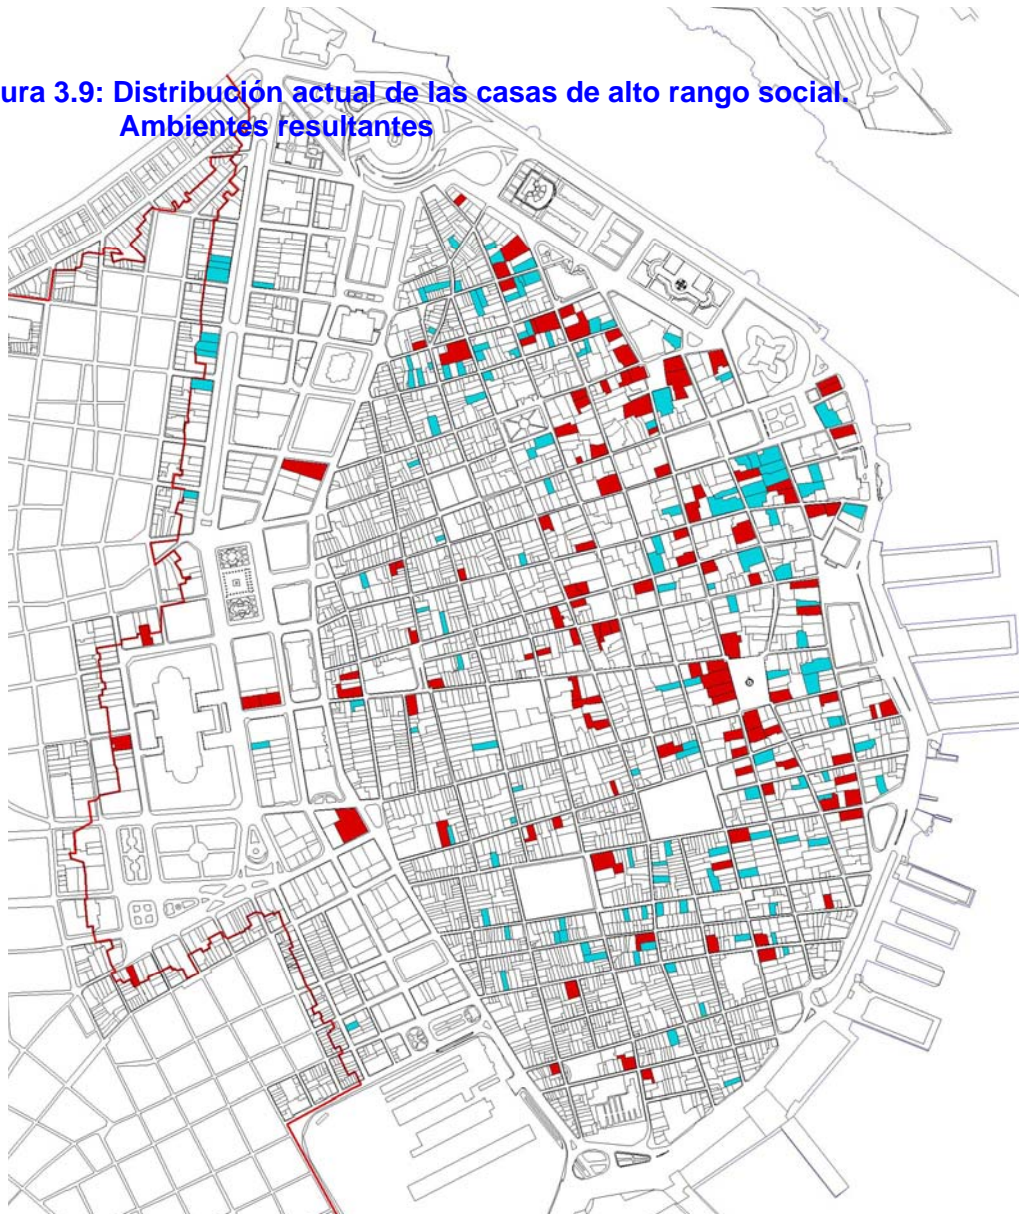 ura 3.9: Distribución actual de las casas de alto rango social.
Ambientes resultantes